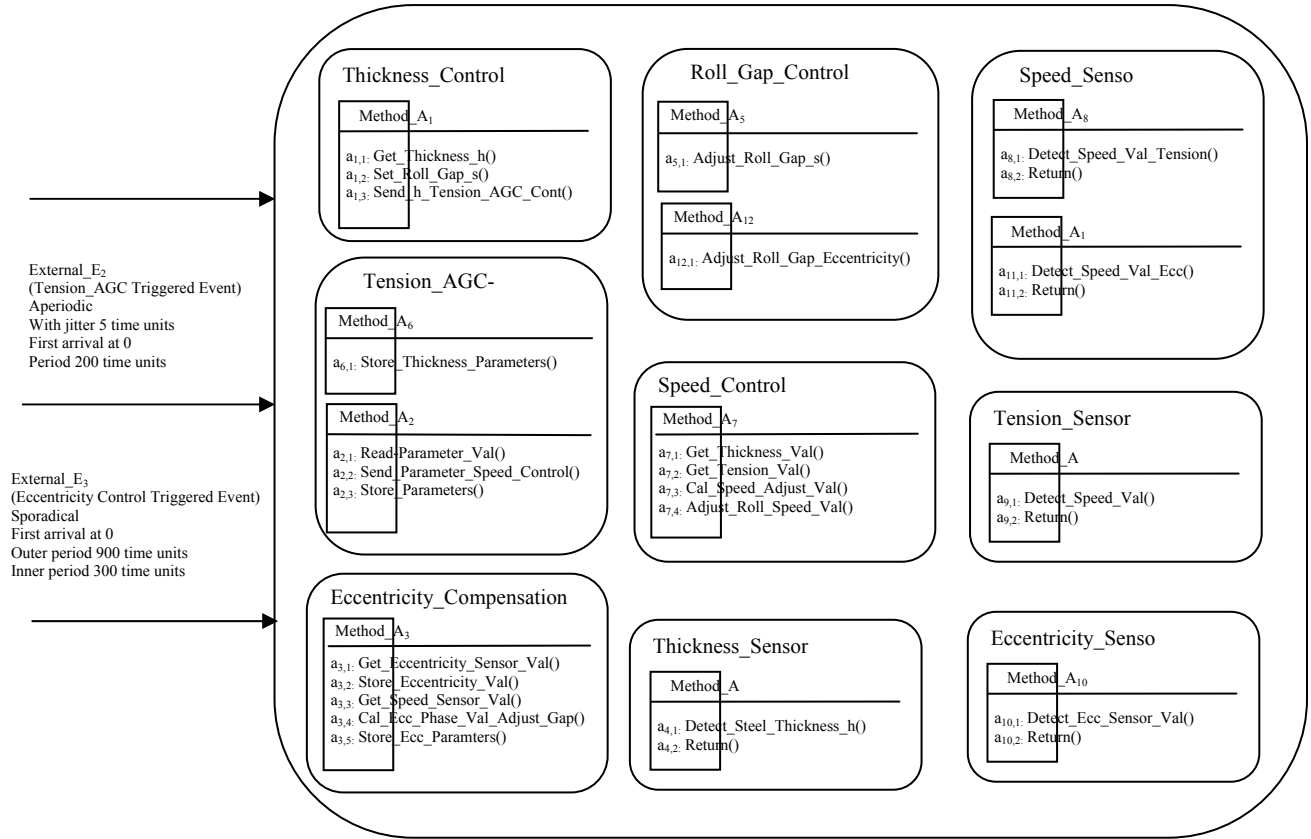 External_E2
(Tension_AGC Triggered Event)
Aperiodic
With jitter 5 time units
First arrival at 0
Period 200 time units
External_E3
(Eccentricity Control Triggered Event)
Sporadical
First arrival at 0
Outer period 900 time units
Inner period 300 time units
Thickness_Control
Method_A1
a1,1: Get_Thickness_h()
a1,2: Set_Roll_Gap_s()
a1,3: Send_h_Tension_AGC_Cont()
Tension_AGC-
Method_A6
a6,1: Store_Thickness_Parameters()
Method_A2
a2,1: Read-Parameter_Val()
a2,2: Send_Parameter_Speed_Control()
a2,3: Store_Parameters()
Eccentricity_Compensation
Method_A3
a3,1: Get_Eccentricity_Sensor_Val()
a3,2: Store_Eccentricity_Val()
a3,3: Get_Speed_Sensor_Val()
a3,4: Cal_Ecc_Phase_Val_Adjust_Gap()
a3,5: Store_Ecc_Paramters()
Roll_Gap_Control
Method_A5
a5,1: Adjust_Roll_Gap_s()
Method_A12
a12,1: Adjust_Roll_Gap_Eccentricity()
Speed_Control
Method_A7
a7,1: Get_Thickness_Val()
a7,2: Get_Tension_Val()
a7,3: Cal_Speed_Adjust_Val()
a7,4: Adjust_Roll_Speed_Val()
Thickness_Sensor
Method_A
a4,1: Detect_Steel_Thickness_h()
a4,2: Return()
Speed_Senso
Method_A8
a8,1: Detect_Speed_Val_Tension()
a8,2: Return()
Method_A1
a11,1: Detect_Speed_Val_Ecc()
a11,2: Return()
Tension_Sensor
Method_A
a9,1: Detect_Speed_Val()
a9,2: Return()
Eccentricity_Senso
Method_A10
a10,1: Detect_Ecc_Sensor_Val()
a10,2: Return()